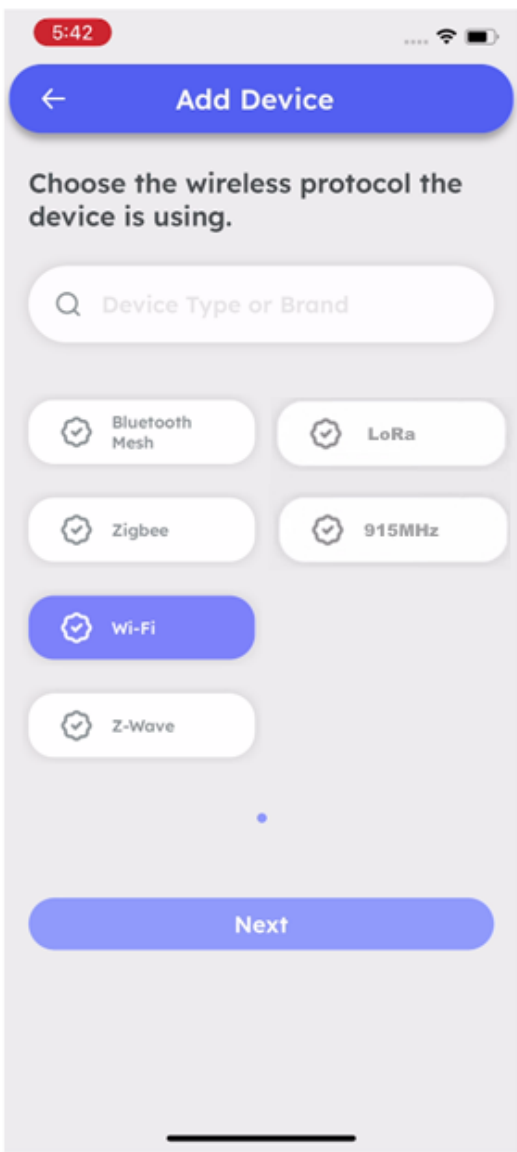 5:42
Add Device
Choose the wireless protocol the
device is using.
Device Type or Brand
Bluetooth
Mesh
LoRa
Zigbee
915MHz
Wi-Fi
Z-Wave
Next